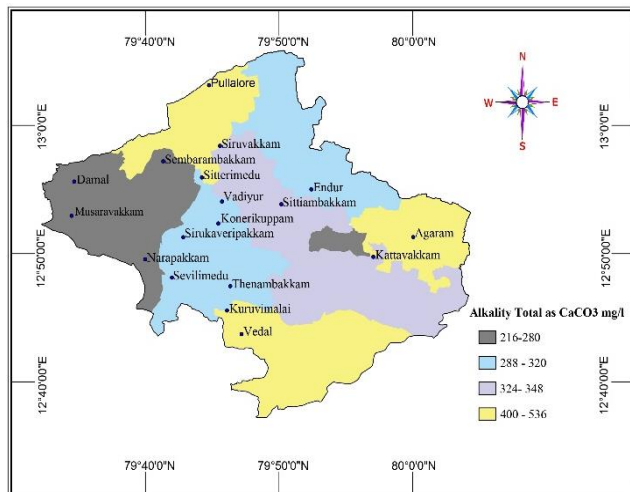 79°40'0"E 79°50'0"E 80°0'0"E
N
W E
S
13°0'0"E
13°0'0"E
12°50'0"E
12°50'0"E
12°40'0"E
12°40'0"E
Pullalore
Siruvakkam
Sembarambakkam
Sitterimedu
Damal
Endur
Vadiyur
Sittiambakkam
Musaravakkam
Konerikuppam
Sirukaveripakkam
Agaram
Narapakkam
Kattavakkam
Sevilimedu
Thenambakkam
Kuruvimalai
Vedal
Alkality Total as CaCO3 mg/l
216-280
288 - 320
324- 348
400 - 536
79°40'0"E 79°50'0"E 80°0'0"E